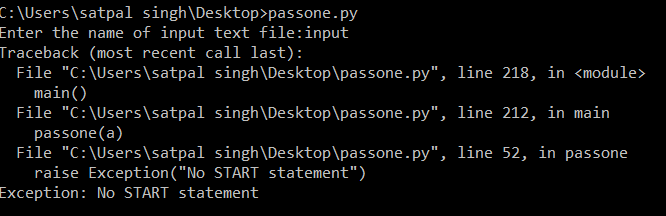 C:\Users\satpal singh\Desktop>passone.py
Enter the name of input text file:input
Traceback (most recent call last):
  File "C:\Users\satpal singh\Desktop\passone.py", line 218, in <module>
    main()
  File "C:\Users\satpal singh\Desktop\passone.py", line 212, in main
    passone(a)
  File "C:\Users\satpal singh\Desktop\passone.py", line 52, in passone
    raise Exception("No START statement")
Exception: No START statement